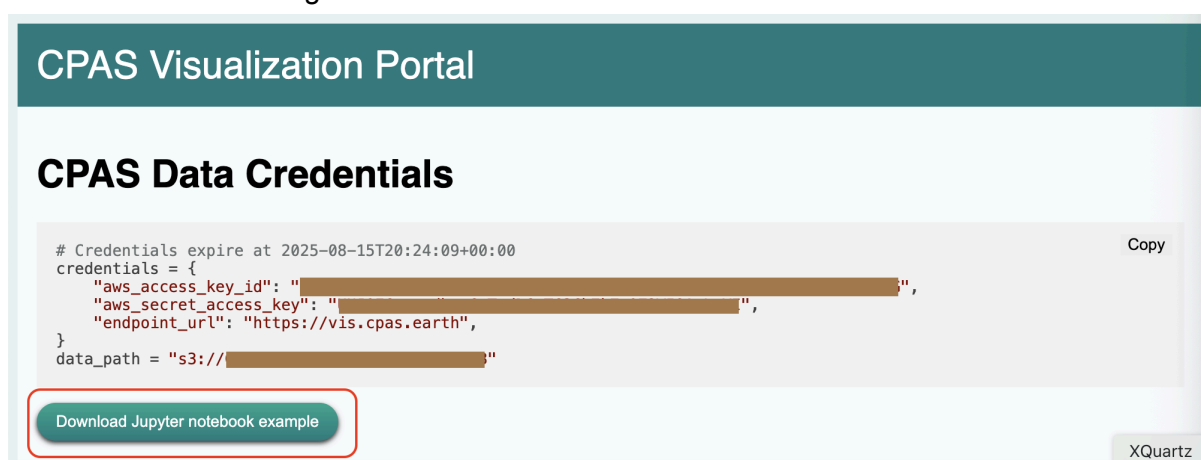 CPAS Visualization Portal
CPAS Data Credentials
Copy
# Credentials expire at 2025-08-15T20:24:09+00:00
credentials = {
"aws_access_key_id": "",
"aws_secret_access_key": "",
"endpoint_url": "https://vis.cpas.earth",
}
data_path = "s3://"
Download Jupyter notebook example
XQuartz